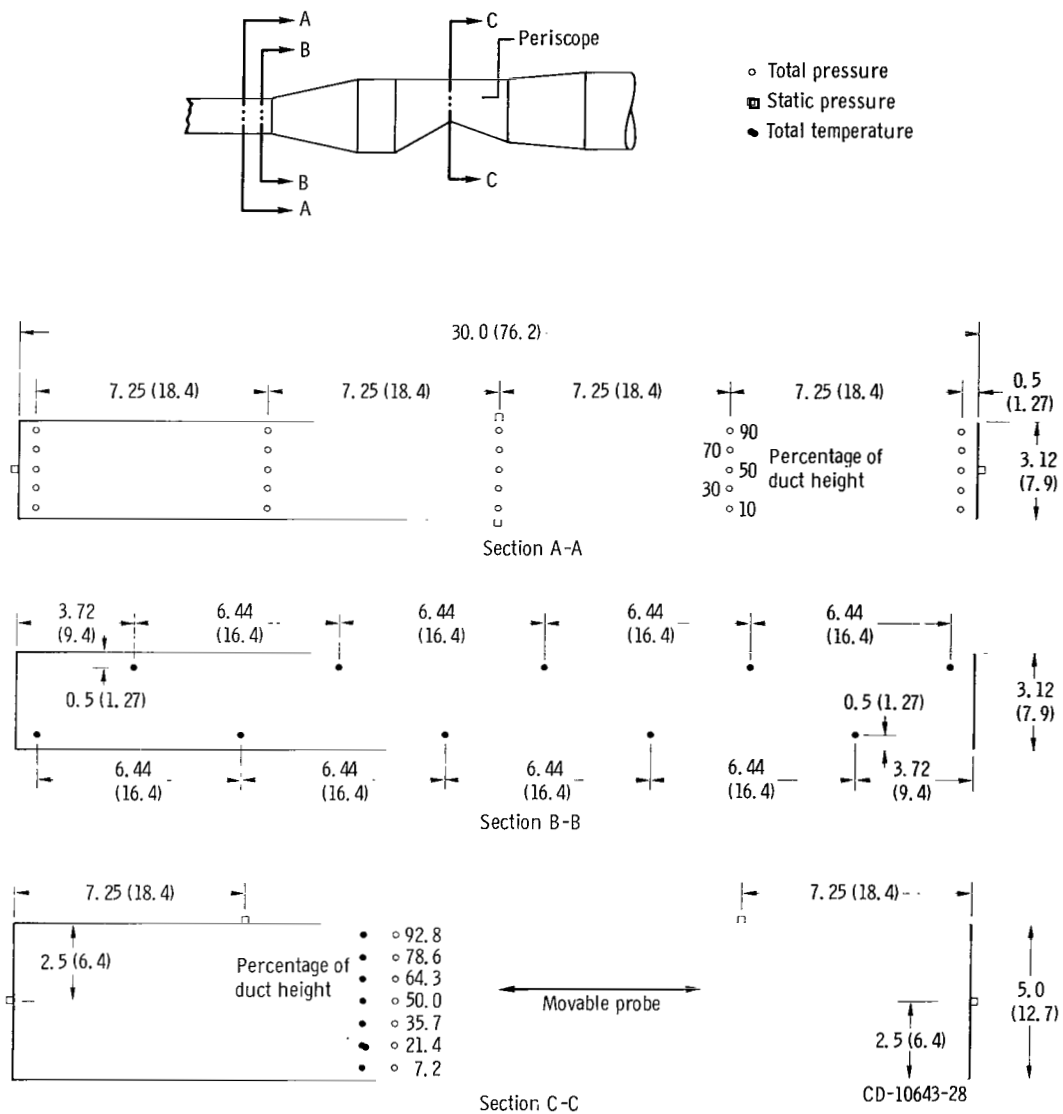 A
C
B
Periscope
○ Total pressure
Static pressure
● Total temperature
B
C
A
30.0 (76.2)
7.25 (18.4) 7.25 (18.4) 7.25 (18.4) 7.25 (18.4) 0.5
(1.27)
90
70
50
30
10
Percentage of
duct height
3.12
(7.9)
Section A-A
3.72 6.44 6.44 6.44 6.44
(9.4) (16.4) (16.4) (16.4) (16.4)
0.5 (1.27)
0.5 (1.27)
3.12
(7.9)
6.44 6.44 6.44 6.44 3.72
(16.4) (16.4) (16.4) (16.4) (9.4)
Section B-B
7.25 (18.4) 7.25 (18.4)
2.5 (6.4)
Percentage of
duct height
92.8
78.6
64.3
50.0
35.7
21.4
7.2
Movable probe
5.0
(12.7)
2.5 (6.4)
CD-10643-28
Section C-C